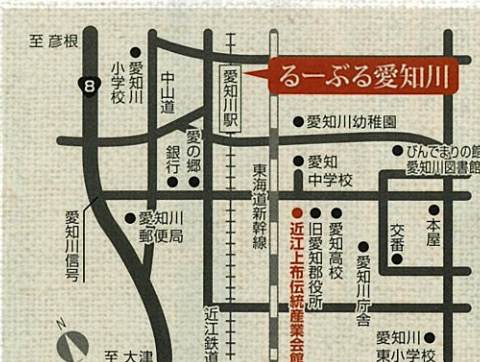 至 彦根
8
愛知川
小学校
中山道
愛知川駅
るーぶる愛知川
愛知川幼稚園
びんてまりの館
愛知川図書館
愛の郷
銀行
愛知
中学校
東海道新幹線
愛知川
郵便局
愛知川信号
近江上布伝統産業会館
旧愛知郡役所
愛知高校
愛知川庁舎
交番
本屋
近江鉄道
愛知川
東小学校
至 大津
N